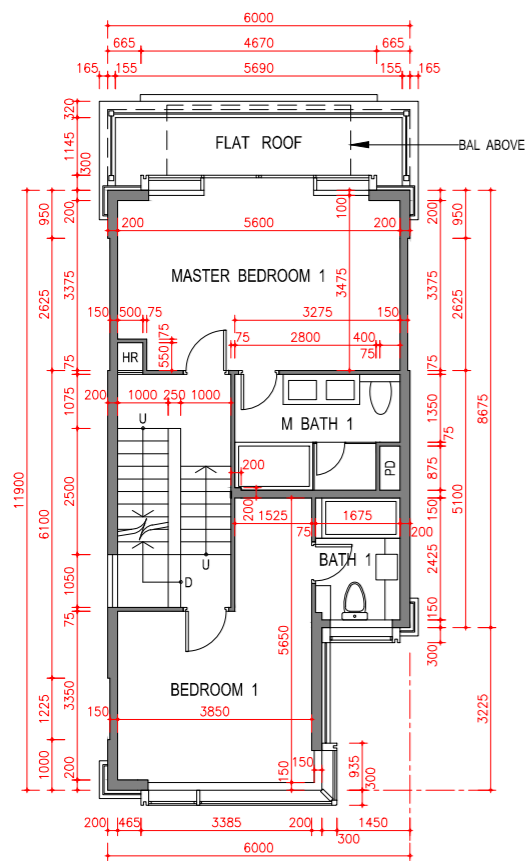 6000
665 4670 665
165 155 5690 155 165
320
1145
300
FLAT ROOF
BAL ABOVE
950 200 100 200 950
200 5600 200
MASTER BEDROOM 1
2625 3375 3475 3375 2625
150 500 75 3275 150
75
2800 400
75
75
550
HR
75 75
8675
200 1000 250 1000
1075 1350
U
M BATH 1
75
200
PD
875
11900
2500
200
1525 1675 200
75
150
5100
6100
BATH 1
2425
U
D
1050
75
150
300
5650
3350
BEDROOM 1
150 3850
1225
3225
1000
200
150
150
935
300
200 465 3385 200 1450
300
6000